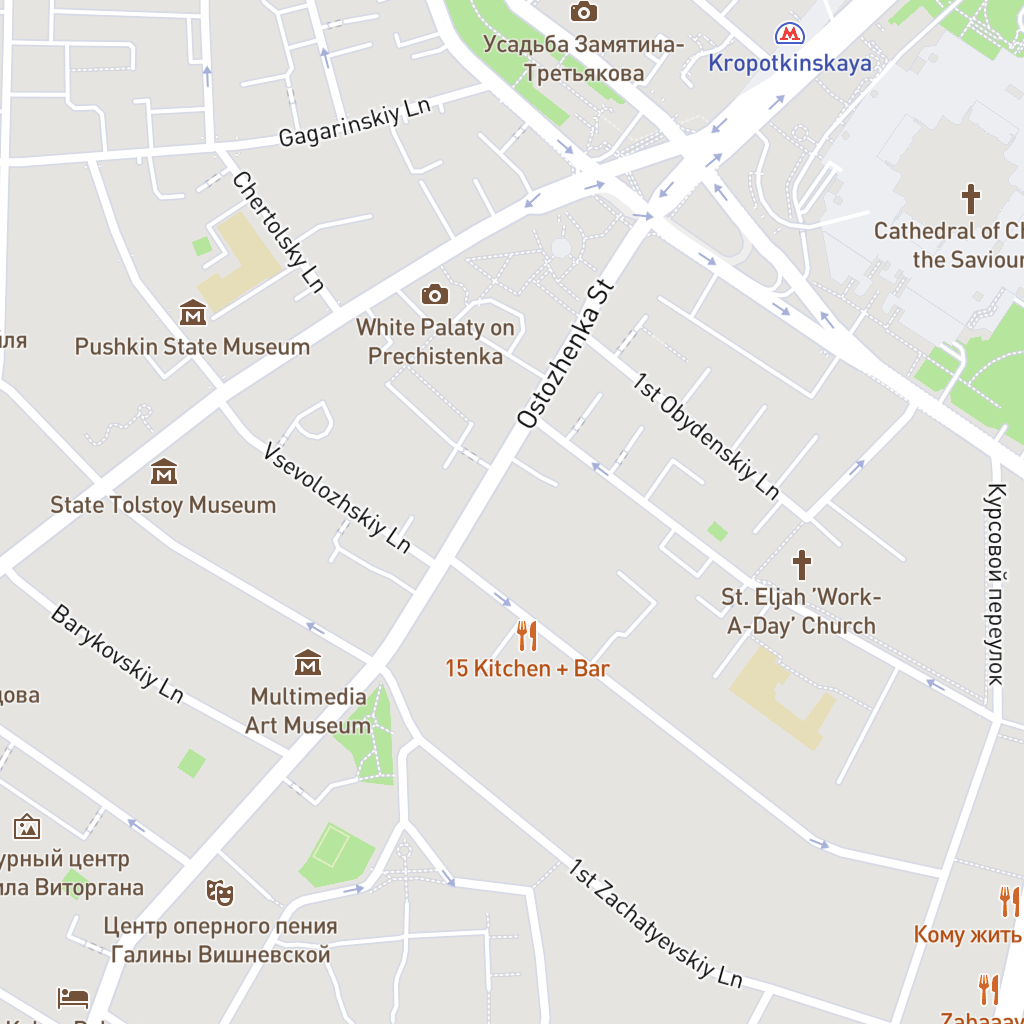 Усадьба Замятина-
Третьякова
Kropotkinskaya
Gagarinskiy Ln
Chertolsky Ln
Cathedral of
the Saviour
White Palaty on
Prechistenka
Pushkin State Museum
Ostozhenka St
1st Obydenskiy Ln
State Tolstoy Museum
Vsevolozhskiy Ln
Курсовой переулок
St. Eljah 'Work-
A-Day' Church
Barykovskiy Ln
15 Kitchen + Bar
Multimedia
Art Museum
дова
урный центр
ила Виторгана
Центр оперного пения
Галины Вишневской
1st Zachatyevskiy Ln
Кому жить